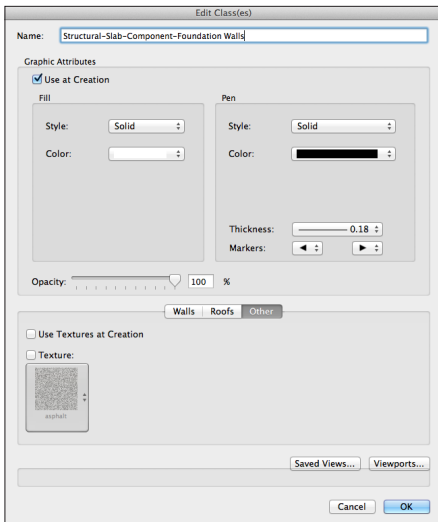 Edit Class(es)
Name: Structural-Slab-Component-Foundation Walls
Graphic Attributes
Use at Creation
Fill
Pen
Style: Solid
Style: Solid
Color:
Color:
Thickness: 0.18
Markers:
Opacity: 100 %
Walls Roofs Other
Use Textures at Creation
Texture:
asphalt
Saved Views... Viewports...
Cancel OK